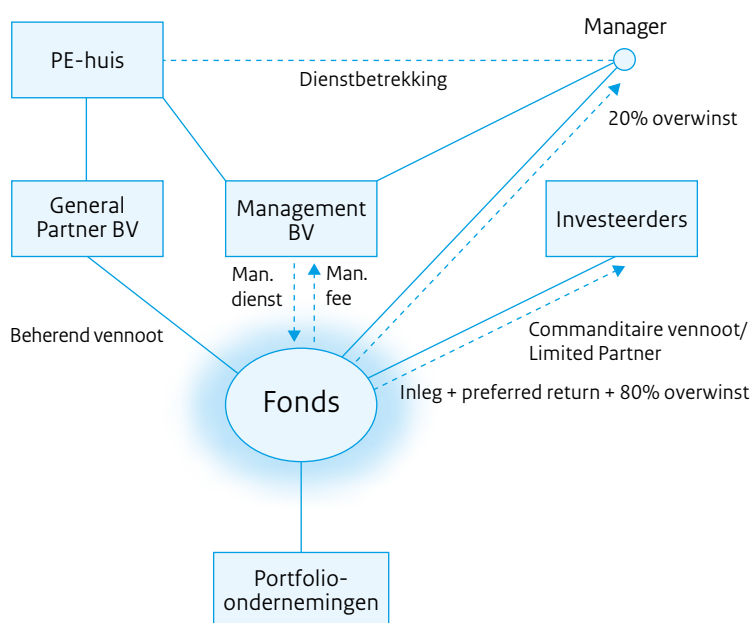 Manager
PE-huis
Dienstbetrekking
20% overwinst
General
Partner BV
Management
BV
Investeerders
Man.
dienst
Man.
fee
Beherend vennoot
Commanditaire vennoot/
Limited Partner
Fonds
Inleg + preferred return + 80% overwinst
Portfolio-
ondernemingen